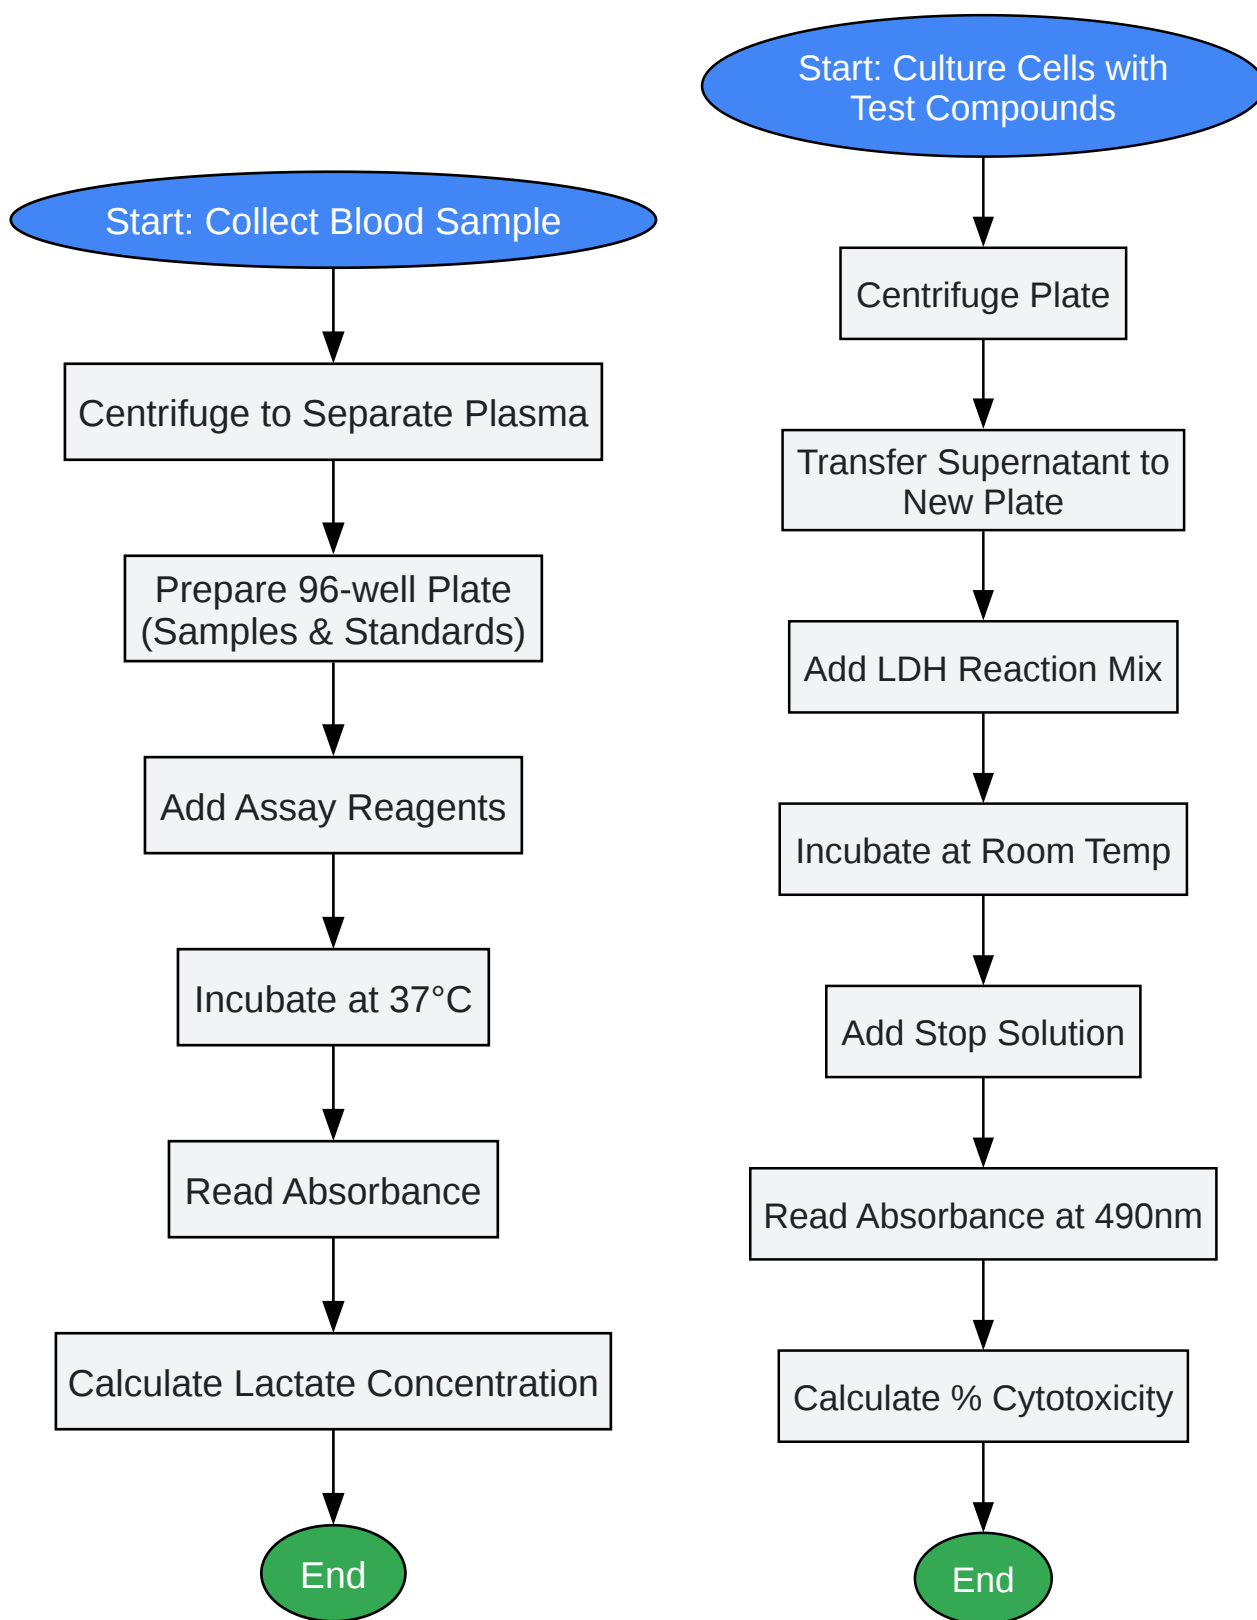 Start: Collect Blood Sample
Centrifuge to Separate Plasma
Prepare 96-well Plate
(Samples & Standards)
Add Assay Reagents
Incubate at 37°C
Read Absorbance
Calculate Lactate Concentration
End
Start: Culture Cells with
Test Compounds
Centrifuge Plate
Transfer Supernatant to
New Plate
Add LDH Reaction Mix
Incubate at Room Temp
Add Stop Solution
Read Absorbance at 490nm
Calculate % Cytotoxicity
End